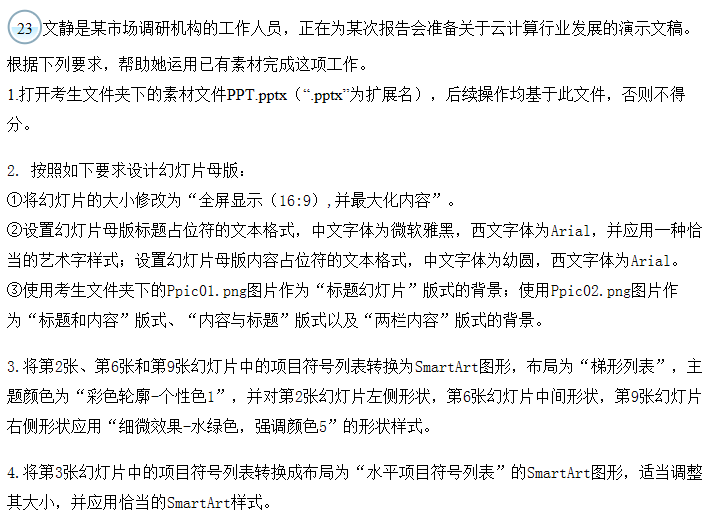 23 文静是某市场调研机构的工作人员，正在为某次报告会准备关于云计算行业发展的演示文稿。
根据下列要求，帮助她运用已有素材完成这项工作。
1.打开考生文件夹下的素材文件PPT.pptx（“.pptx”为扩展名），后续操作均基于此文件，否则不得
分。
2. 按照如下要求设计幻灯片母版：
①将幻灯片的大小修改为“全屏显示（16:9）,并最大化内容”。
②设置幻灯片母版标题占位符的文本格式，中文字体为微软雅黑，西文字体为Arial，并应用一种恰
当的艺术字样式；设置幻灯片母版内容占位符的文本格式，中文字体为幼圆，西文字体为Arial。
③使用考生文件夹下的Ppic01.png图片作为“标题幻灯片”版式的背景；使用Ppic02.png图片作
为“标题和内容”版式、“内容与标题”版式以及“两栏内容”版式的背景。
3.将第2张、第6张和第9张幻灯片中的项目符号列表转换为SmartArt图形，布局为“梯形列表”，主
题颜色为“彩色轮廓-个性色1”，并对第2张幻灯片左侧形状，第6张幻灯片中间形状，第9张幻灯片
右侧形状应用“细微效果-水绿色，强调颜色5”的形状样式。
4.将第3张幻灯片中的项目符号列表转换成布局为“水平项目符号列表”的SmartArt图形，适当调整
其大小，并应用恰当的SmartArt样式。